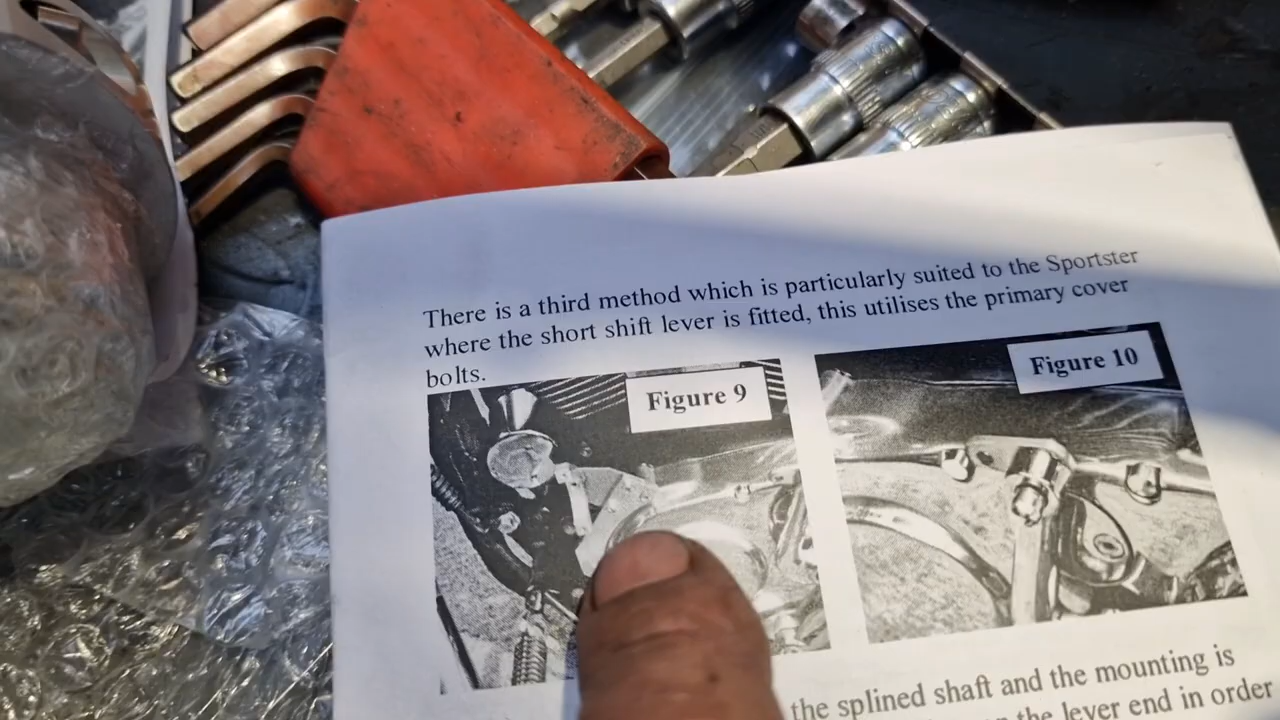 There is a third method which is particularly suited to the Sportster
where the short shift lever is fitted, this utilises the primary cover
bolts.
Figure 9
Figure 10
the splined shaft and the mounting is
the lever end in order